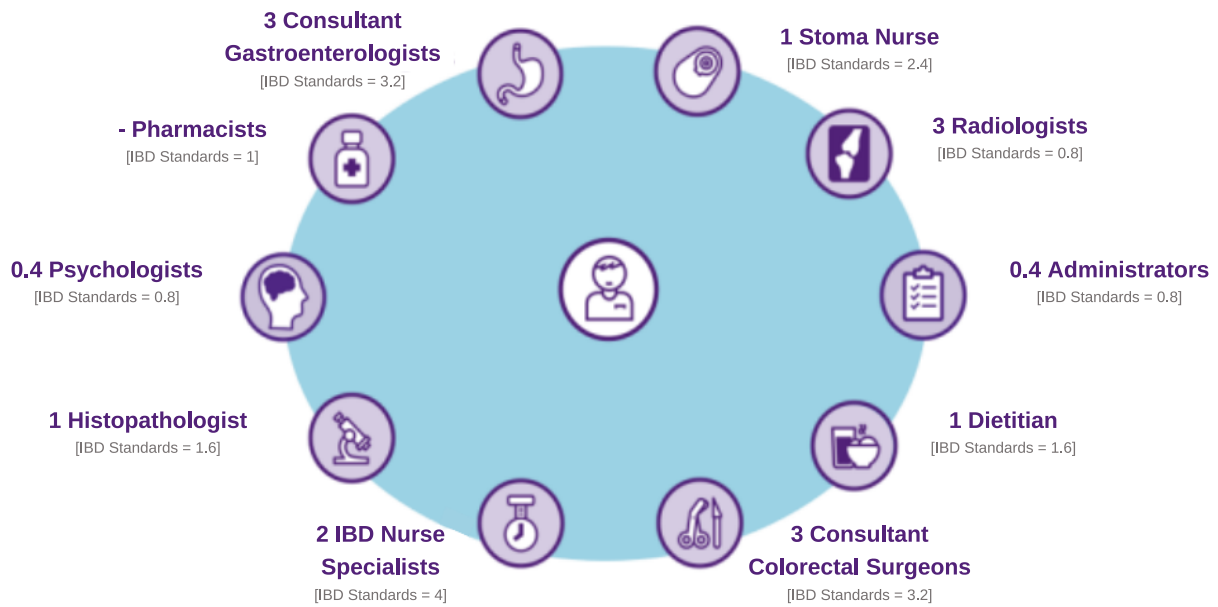 3 Consultant
Gastroenterologists
[IBD Standards = 3.2]
1 Stoma Nurse
[IBD Standards = 2.4]
- Pharmacists
[IBD Standards = 1]
3 Radiologists
[IBD Standards = 0.8]
0.4 Psychologists
[IBD Standards = 0.8]
0.4 Administrators
[IBD Standards = 0.8]
1 Histopathologist
[IBD Standards = 1.6]
1 Dietitian
[IBD Standards = 1.6]
2 IBD Nurse
Specialists
[IBD Standards = 4]
3 Consultant
Colorectal Surgeons
[IBD Standards = 3.2]